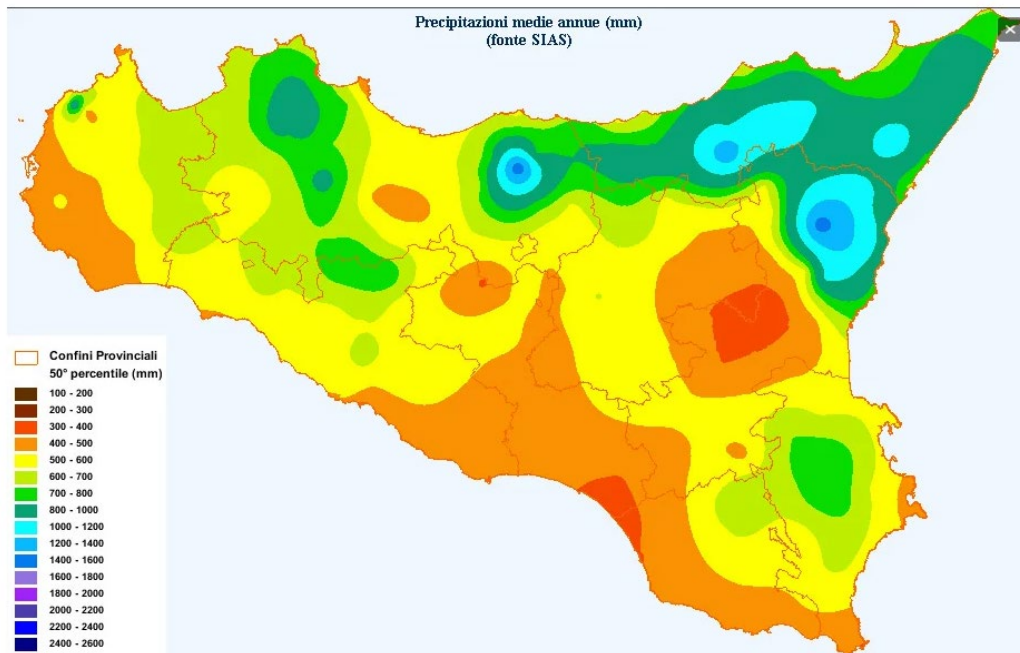 Precipitazioni medie annue (mm)
(fonte SIAS)
Confini Provinciali
50° percentile (mm)
100 - 200
200 - 300
300 - 400
400 - 500
500 - 600
600 - 700
700 - 800
800 - 1000
1000 - 1200
1200 - 1400
1400 - 1600
1600 - 1800
1800 - 2000
2000 - 2200
2200 - 2400
2400 - 2600